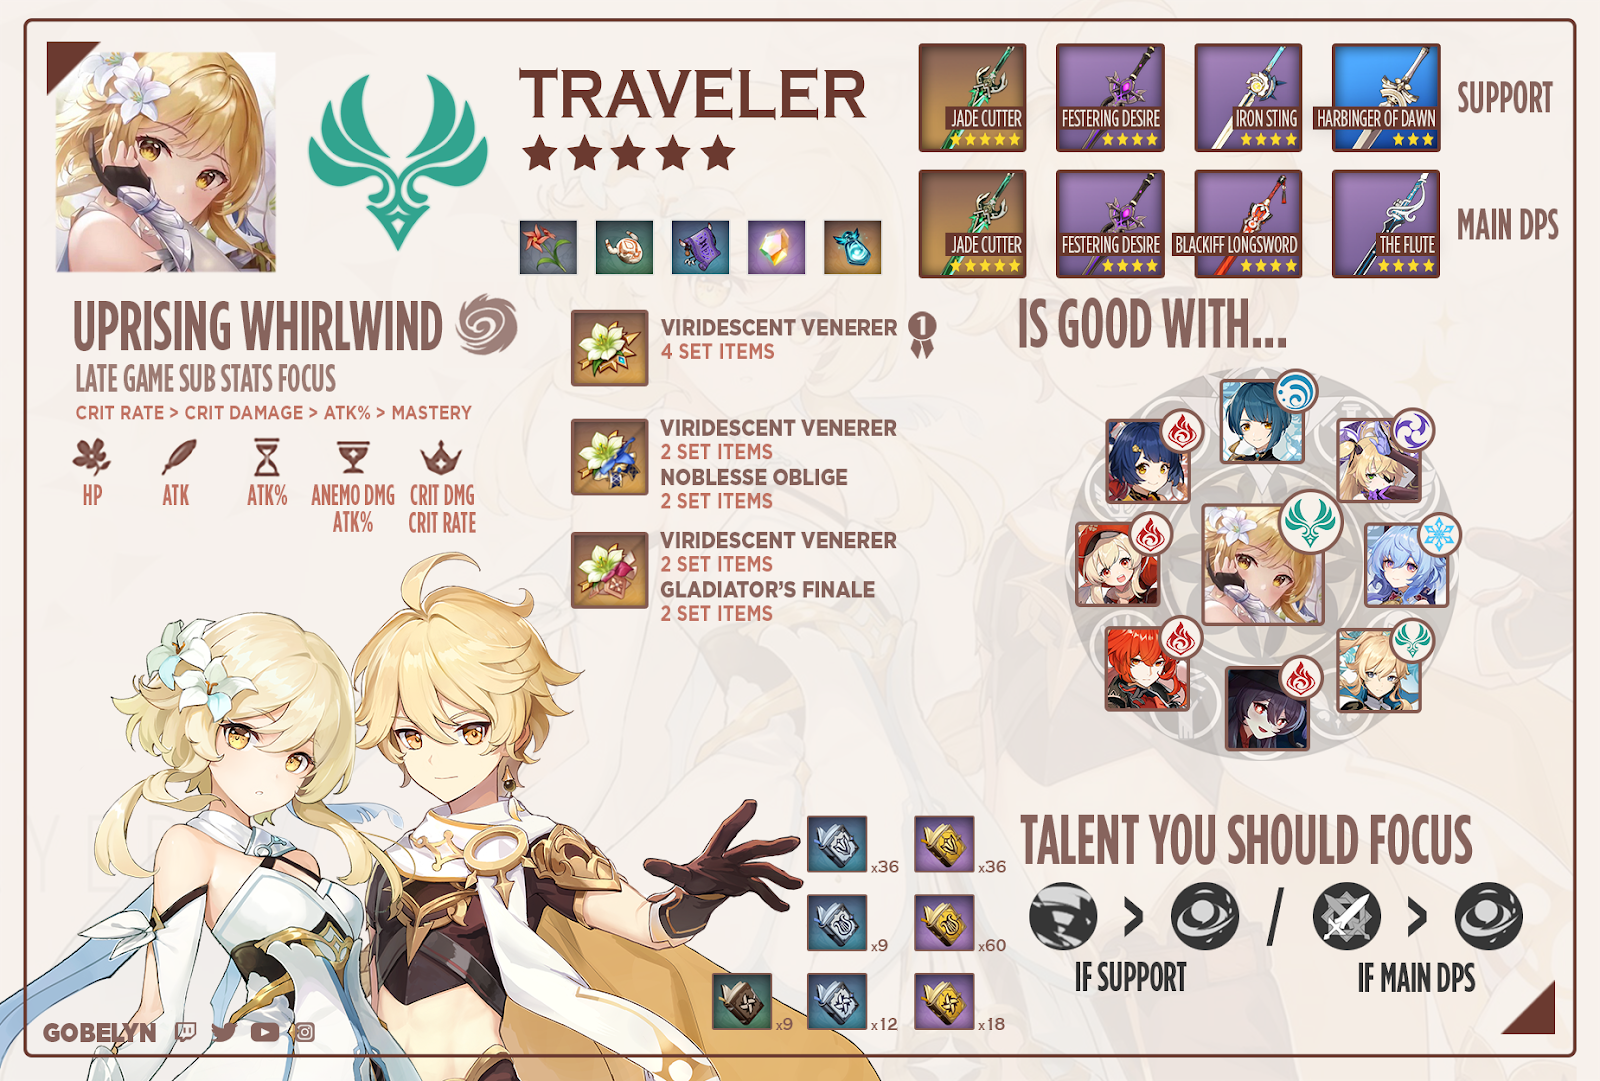 TRAVELER
JADE CUTTER
FESTERING DESIRE
IRON STING
HARBINGER OF DAWN
SUPPORT
JADE CUTTER
FESTERING DESIRE
BLACKIFF LONGSWORD
THE FLUTE
MAIN DPS
UPRISING WHIRLWIND
LATE GAME SUB STATS FOCUS
CRIT RATE > CRIT DAMAGE > ATK% > MASTERY
HP
ATK
ATK%
ANEMO DMG
ATK%
CRIT DMG
CRIT RATE
VIRIDESCENT VENERER
1
4 SET ITEMS
VIRIDESCENT VENERER
2 SET ITEMS
NOBLESSE OBLIGE
2 SET ITEMS
VIRIDESCENT VENERER
2 SET ITEMS
GLADIATOR'S FINALE
2 SET ITEMS
IS GOOD WITH...
x36
x36
x9
x60
x9
x12
x18
TALENT YOU SHOULD FOCUS
> / >
IF SUPPORT
IF MAIN DPS
GOBELYN